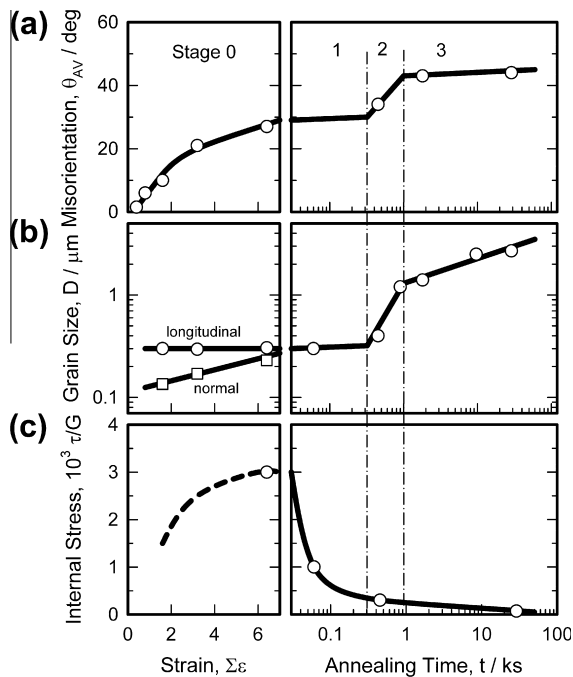 (a)
Misorientation, θAV / deg
60
40
20
0
Stage 0
1
2
3
(b)
Grain Size, D / μm
1
0.1
longitudinal
normal
(c)
Internal Stress, 10³ τ/G
4
3
2
1
0
0
2
4
6
0.1
1
10
100
Strain, Σε
Annealing Time, t / ks